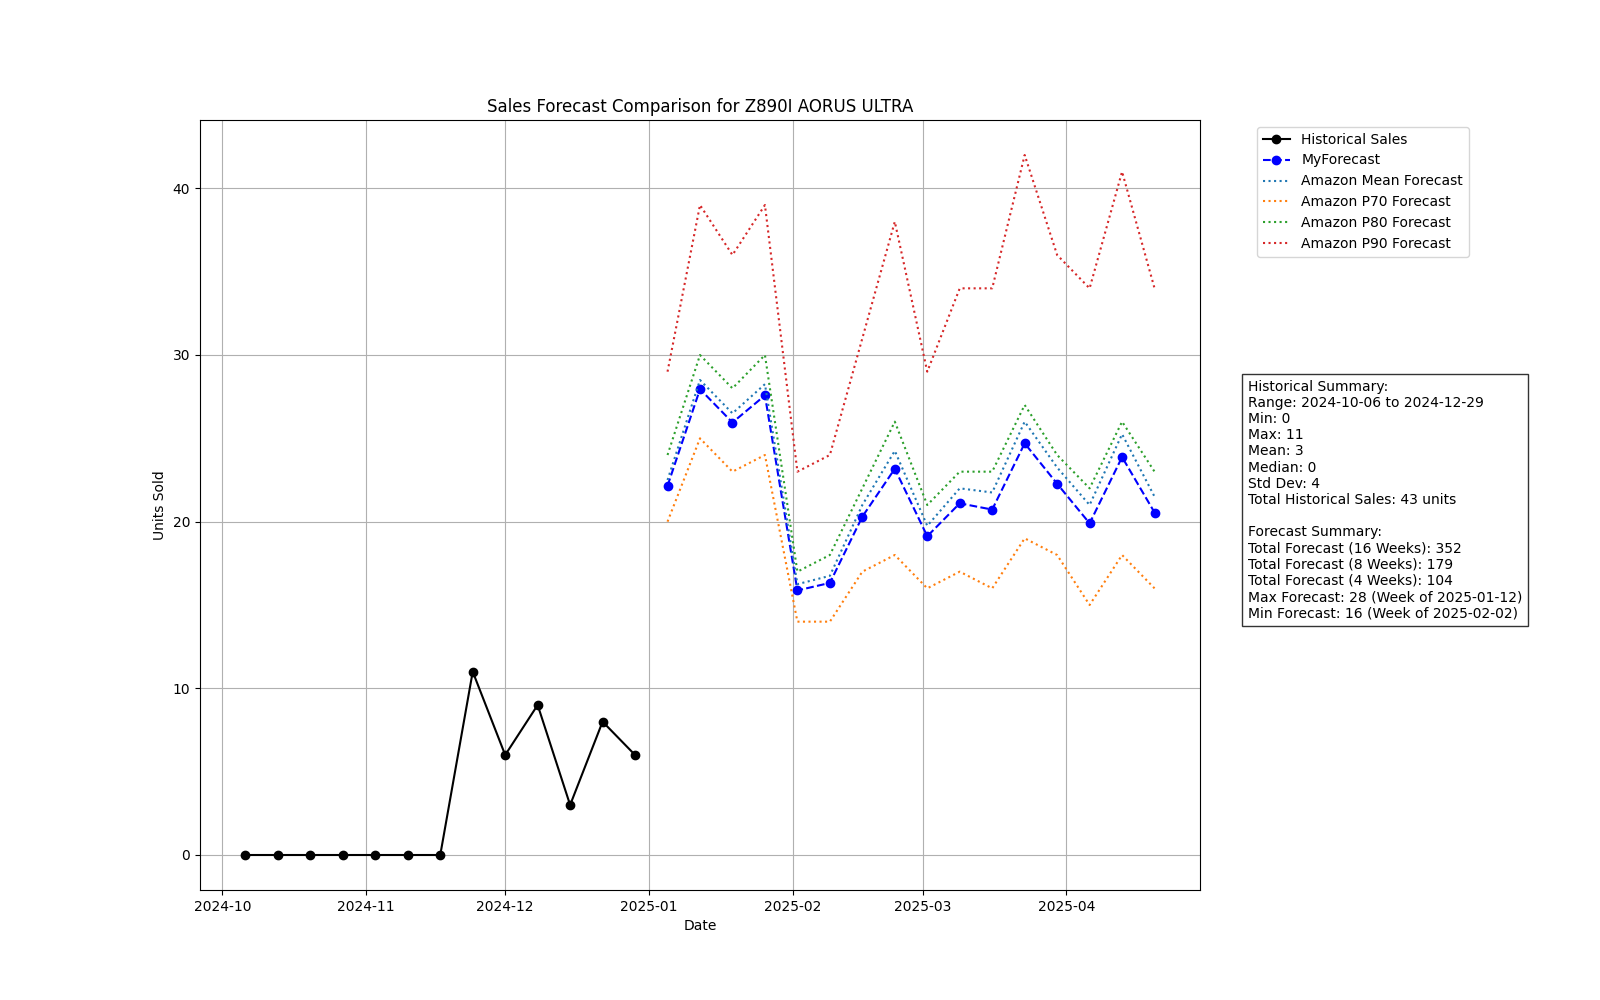 Sales Forecast Comparison for Z890I AORUS ULTRA
Historical Sales
MyForecast
Amazon Mean Forecast
Amazon P70 Forecast
Amazon P80 Forecast
Amazon P90 Forecast
40
30
20
10
0
Units Sold
Historical Summary:
Range: 2024-10-06 to 2024-12-29
Min: 0
Max: 11
Mean: 3
Median: 0
Std Dev: 4
Total Historical Sales: 43 units
Forecast Summary:
Total Forecast (16 Weeks): 352
Total Forecast (8 Weeks): 179
Total Forecast (4 Weeks): 104
Max Forecast: 28 (Week of 2025-01-12)
Min Forecast: 16 (Week of 2025-02-02)
2024-10
2024-11
2024-12
2025-01
2025-02
2025-03
2025-04
Date